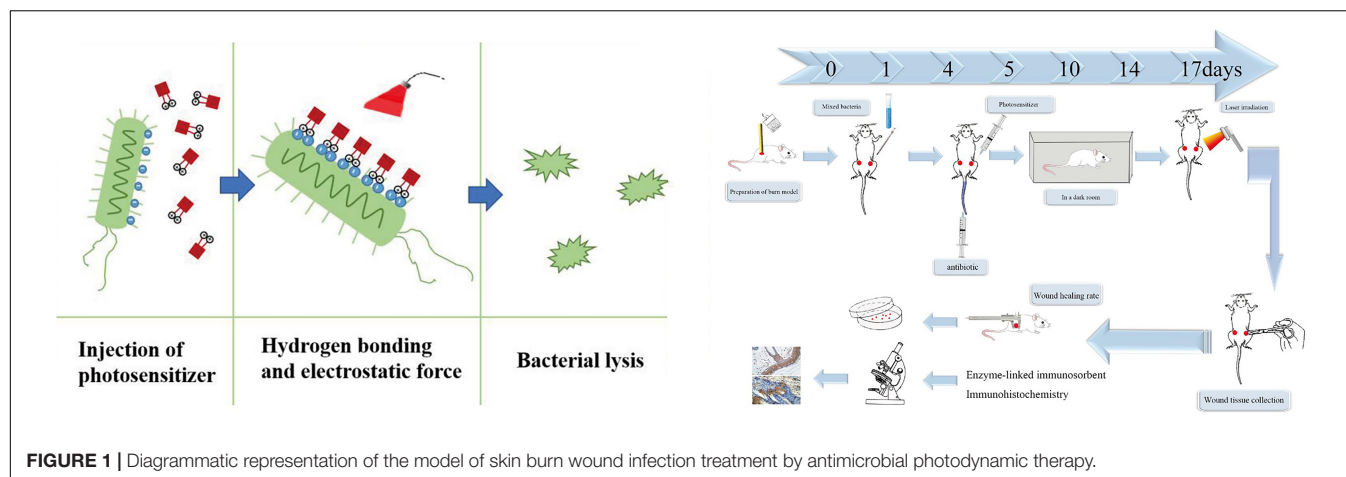 Injection of
photosensitizer
Hydrogen bonding
and electrostatic force
Bacterial lysis
0 1 4 5 10 14 17days
Preparation of burn model
Mixed bacteria
Photosensitizer
antibiotic
In a dark room
Laser irradiation
Wound tissue collection
Wound healing rate
Enzyme-linked immunosorbent
Immunohistochemistry
FIGURE 1 | Diagrammatic representation of the model of skin burn wound infection treatment by antimicrobial photodynamic therapy.